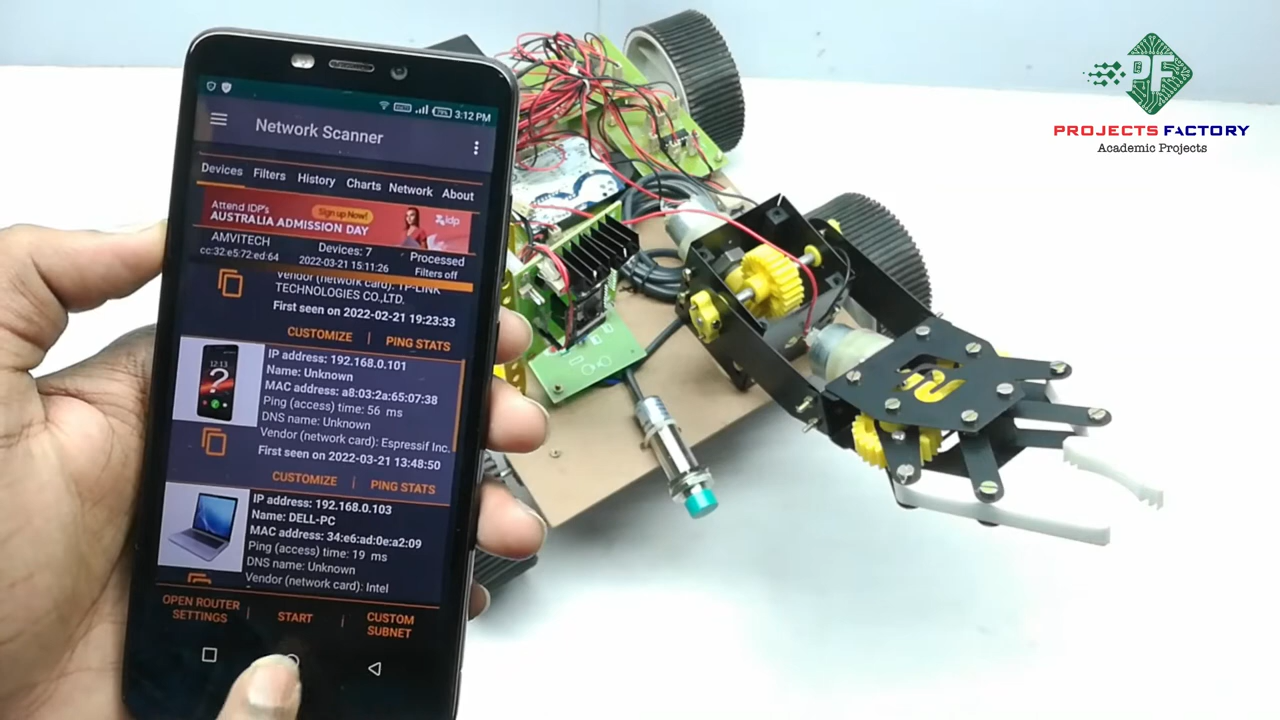 3:12 PM
Network Scanner
Devices Filters History Charts Network About
Attend IDP's
AUSTRALIA ADMISSION DAY
Sign up Now!
idp
AMVITECH
cc:32:e5:72:ed:64
Devices: 7
2022-03-21 15:11:26
Processed
Filters off
Vendor (network card): TP-LINK
TECHNOLOGIES CO.,LTD.
First seen on 2022-02-21 19:23:33
CUSTOMIZE | PING STATS
IP address: 192.168.0.101
Name: Unknown
MAC address: a8:03:2a:65:07:38
Ping (access) time: 56 ms
DNS name: Unknown
Vendor (network card): Espressif Inc.
First seen on 2022-03-21 13:48:50
12:13
?
CUSTOMIZE | PING STATS
IP address: 192.168.0.103
Name: DELL-PC
MAC address: 34:e6:ad:0e:a2:09
Ping (access) time: 19 ms
DNS name: Unknown
Vendor (network card): Intel
OPEN ROUTER
SETTINGS
START
CUSTOM
SUBNET
PF
PROJECTS FACTORY
Academic Projects